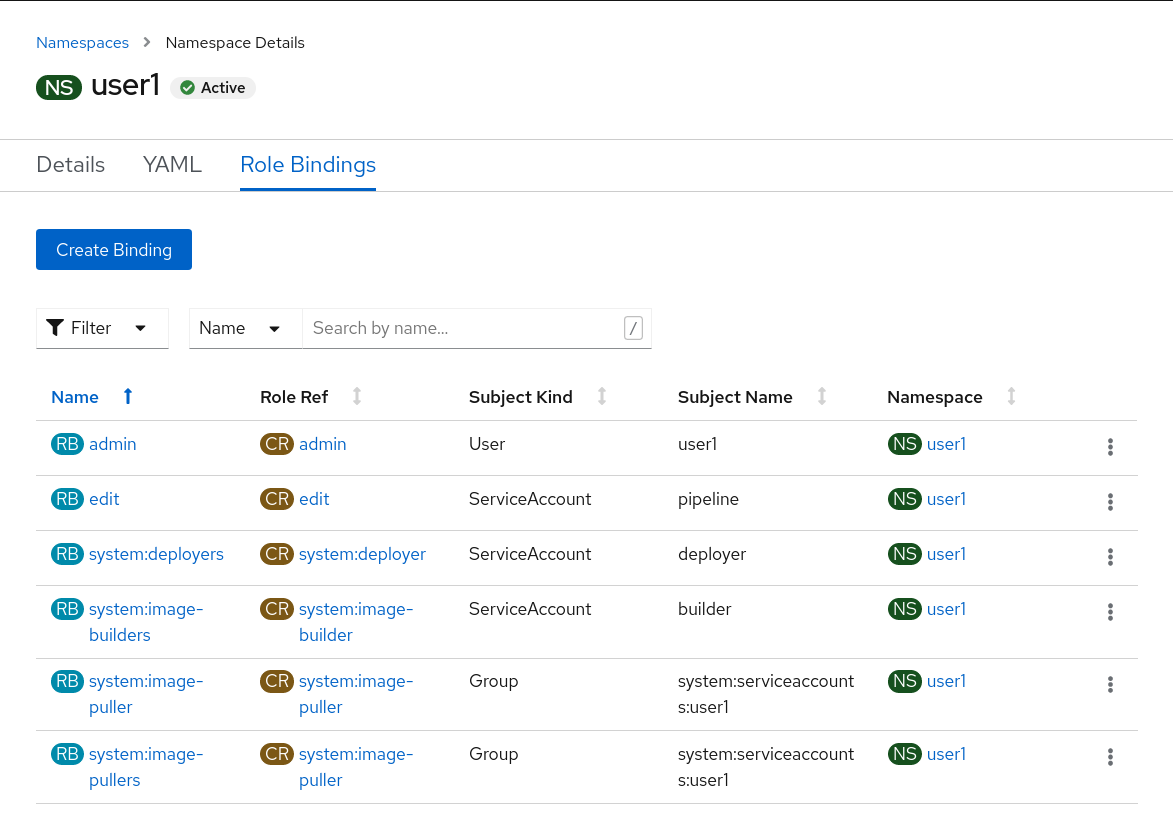 Namespaces > Namespace Details
NS user1 Active
Details YAML Role Bindings
Create Binding
Filter Name Search by name... /
Name Role Ref Subject Kind Subject Name Namespace
RB admin CR admin User user1 NS user1
RB edit CR edit ServiceAccount pipeline NS user1
RB system:deployers CR system:deployer ServiceAccount deployer NS user1
RB system:image- CR system:image- ServiceAccount builder NS user1
builders builder
RB system:image- CR system:image- Group system:serviceaccount NS user1
puller puller s:user1
RB system:image- CR system:image- Group system:serviceaccount NS user1
pullers puller s:user1